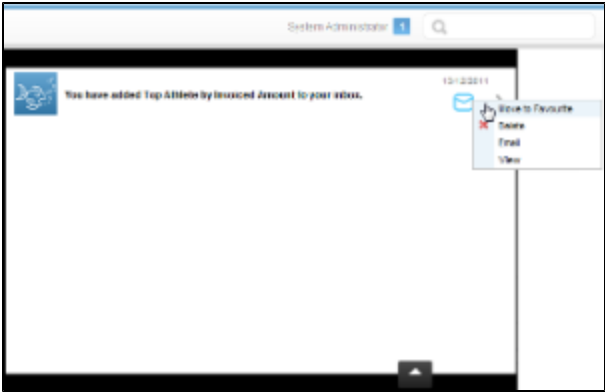 System Administrator 1
13/12/2011
You have added Top Athlete by Invoiced Amount to your inbox.
Move to Favourite
Delete
Email
View